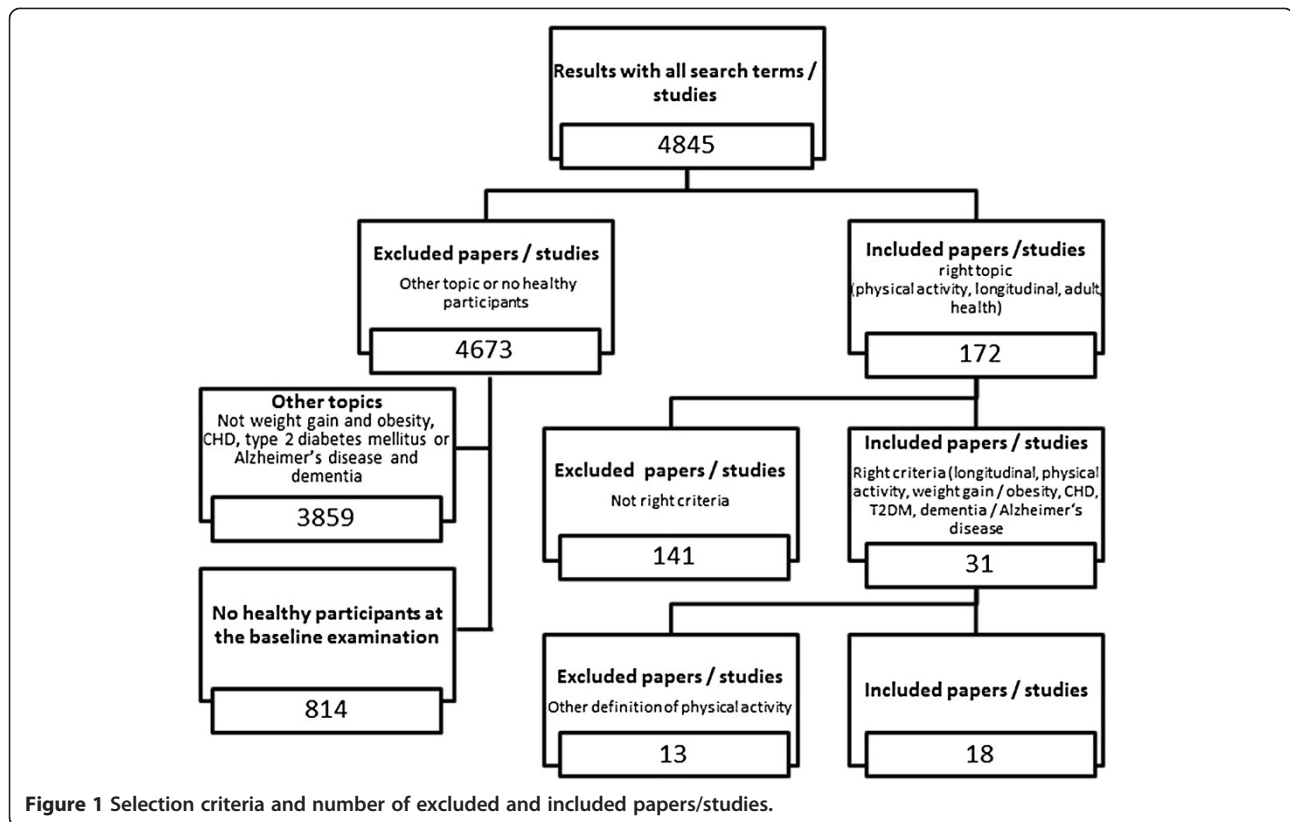 Results with all search terms /
studies
4845
Excluded papers / studies
Other topic or no healthy
participants
4673
Included papers /studies
right topic
(physical activity, longitudinal, adult,
health)
172
Other topics
Not weight gain and obesity,
CHD, type 2 diabetes mellitus or
Alzheimer's disease and
dementia
3859
No healthy participants at
the baseline examination
814
Excluded papers / studies
Not right criteria
141
Included papers / studies
Right criteria (longitudinal, physical
activity, weight gain / obesity, CHD,
T2DM, dementia / Alzheimer‘s
disease
31
Excluded papers / studies
Other definition of physical activity
13
Included papers / studies
18
Figure 1 Selection criteria and number of excluded and included papers/studies.